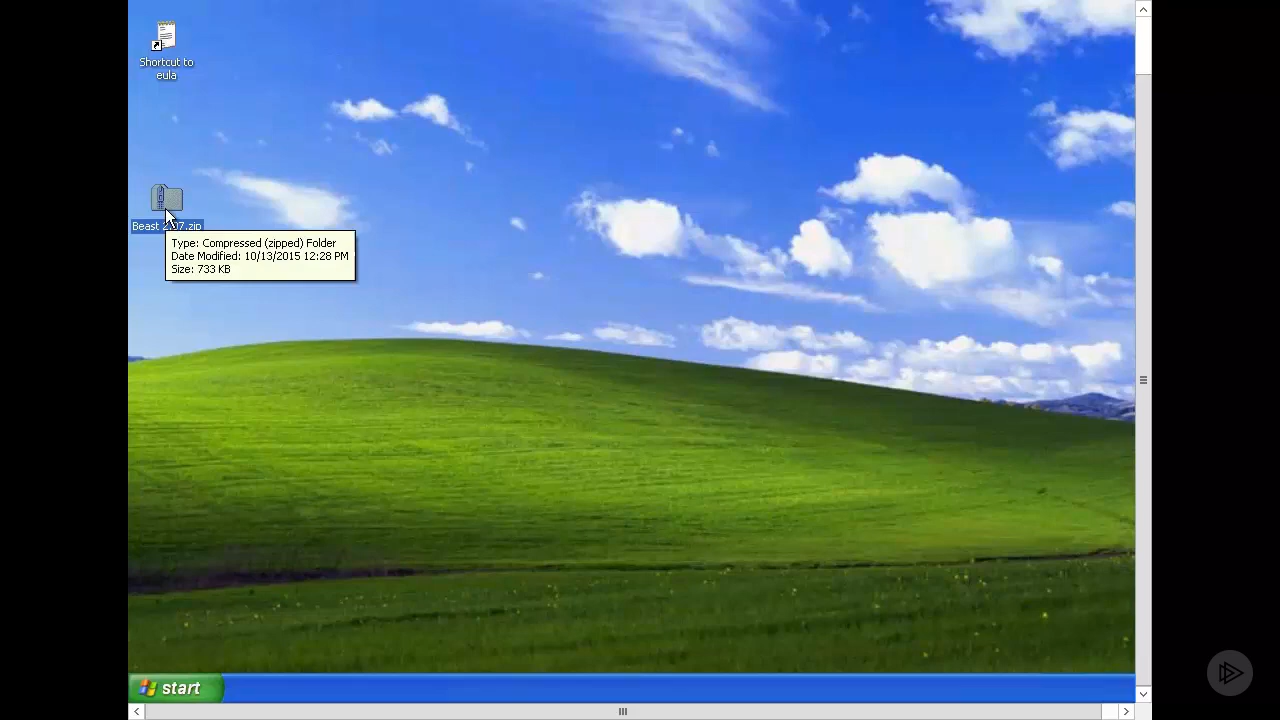 Shortcut to
eula
Beast 2.07.zip
Type: Compressed (zipped) Folder
Date Modified: 10/13/2015 12:28 PM
Size: 733 KB
start